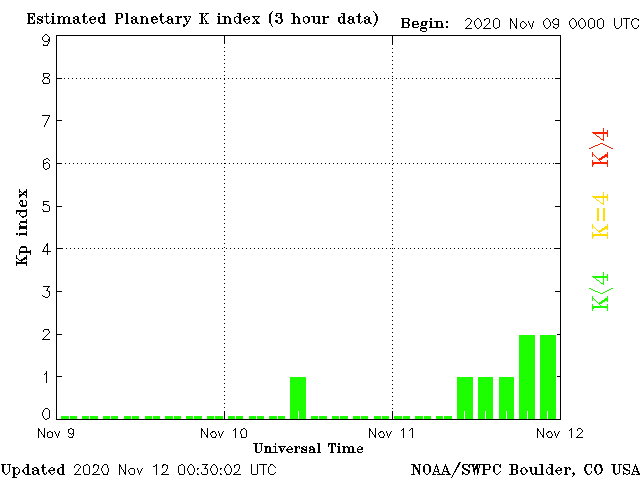 Estimated Planetary K index (3 hour data) Begin: 2020 Nov 09 0000 UTC
9
8
7
6
5
4
3
2
1
0
Kp index
K>4
K=4
K<4
Nov 9 Nov 10 Nov 11 Nov 12
Universal Time
Updated 2020 Nov 12 00:30:02 UTC NOAA/SWPC Boulder, CO USA